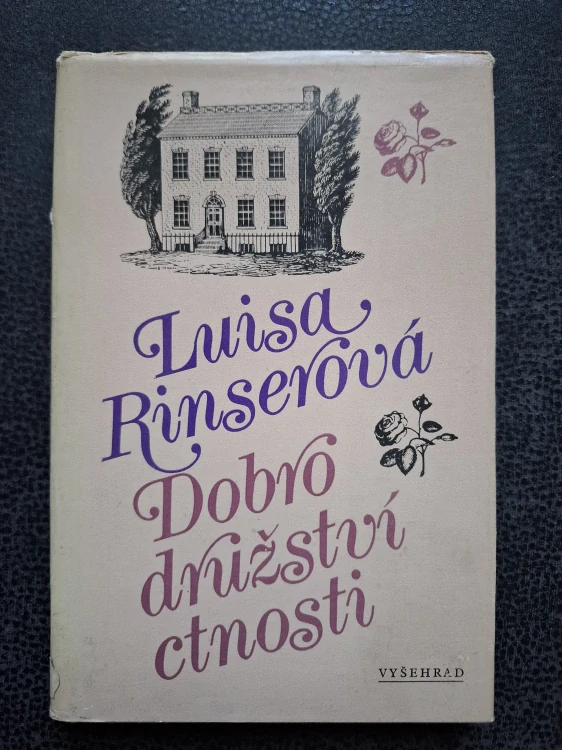 Luisa
Rinserová
Dobro
družství
ctnosti
VYŠEHRAD